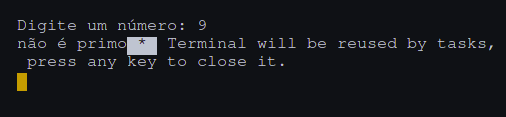 Digite um número: 9
não é primo * Terminal will be reused by tasks,
press any key to close it.